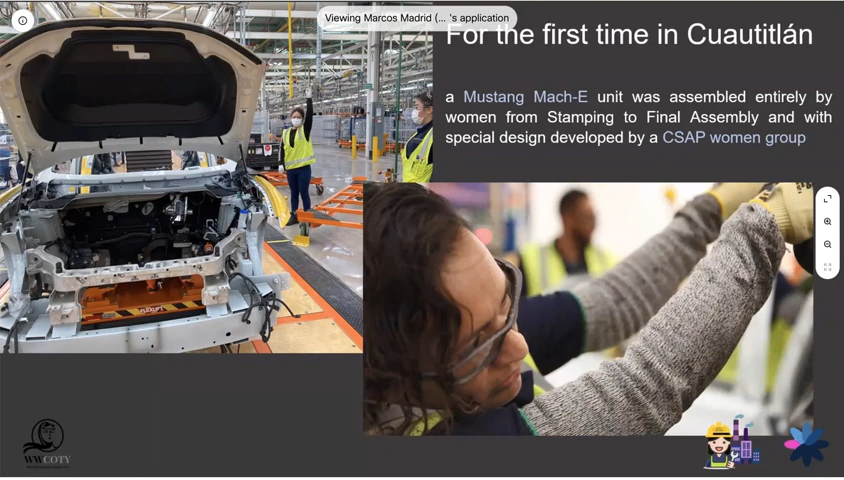 Viewing Marcos Madrid (... 's application
For the first time in Cuautitlán
a Mustang Mach-E unit was assembled entirely by
women from Stamping to Final Assembly and with
special design developed by a CSAP women group
WWCOTY